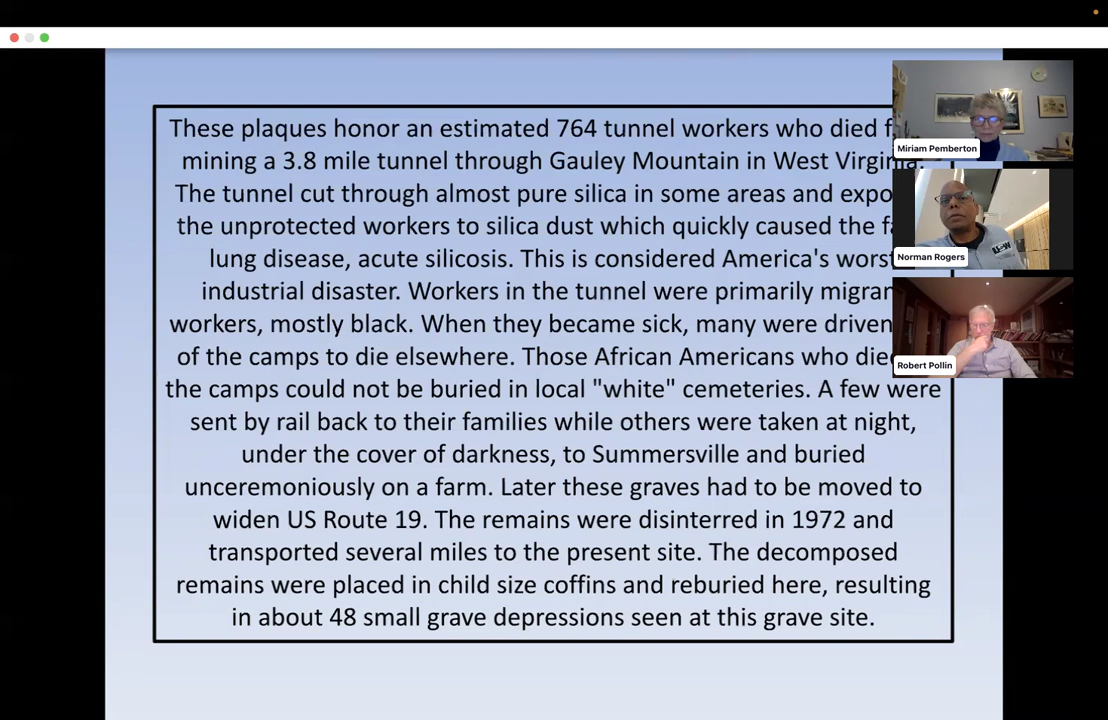 These plaques honor an estimated 764 tunnel workers who died
mining a 3.8 mile tunnel through Gauley Mountain in West Virginia.
The tunnel cut through almost pure silica in some areas and
the unprotected workers to silica dust which quickly caused the
lung disease, acute silicosis. This is considered America's worst
industrial disaster. Workers in the tunnel were primarily
workers, mostly black. When they became sick, many were driven
of the camps to die elsewhere. Those African Americans who
the camps could not be buried in local "white" cemeteries. A few were
sent by rail back to their families while others were taken at night,
under the cover of darkness, to Summersville and buried
unceremoniously on a farm. Later these graves had to be moved to
widen US Route 19. The remains were disinterred in 1972 and
transported several miles to the present site. The decomposed
remains were placed in child size coffins and reburied here, resulting
in about 48 small grave depressions seen at this grave site.
Miriam Pemberton
Norman Rogers
USW
Robert Pollin